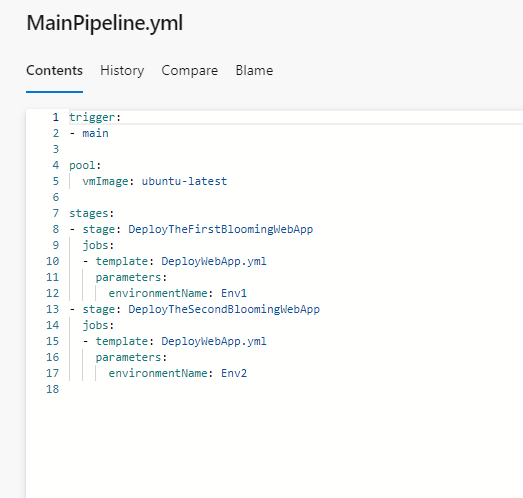 MainPipeline.yml
Contents History Compare Blame
1 trigger:
2 - main
3
4 pool:
5   vmImage: ubuntu-latest
6
7 stages:
8 - stage: DeployTheFirstBloomingWebApp
9   jobs:
10   - template: DeployWebApp.yml
11     parameters:
12       environmentName: Env1
13 - stage: DeployTheSecondBloomingWebApp
14   jobs:
15   - template: DeployWebApp.yml
16     parameters:
17       environmentName: Env2
18